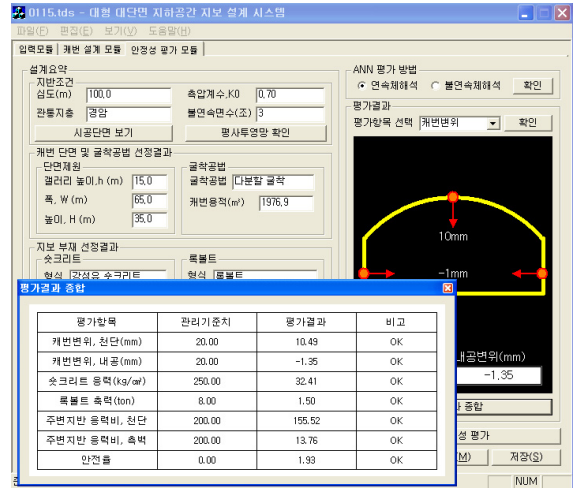 0115.tds - 대형 대단면 지하공간 지보 설계 시스템
파일(F) 편집(E) 보기(V) 도움말(H)
입력모듈 캐번 설계 모듈 안정성 평가 모듈
설계요약
지반조건
심도(m) 100,0 측압계수,K0 0,70
관통지층 경암 불연속면수(조) 3
시공단면 보기 평사투영망 확인
캐번 단면 및 굴착공법 선정결과
단면제원
갤러리 높이,h (m) 15,0
폭, W (m) 65,0
높이, H (m) 35,0
굴착공법
굴착공법 다분할 굴착
캐번용적(m³) 1976,9
지보 부재 선정결과
숏크리트
형식 강섬유 숏크리트
록볼트
형식 록볼트
ANN 평가 방법
연속체해석 불연속체해석 확인
평가결과
평가항목 선택 캐번변위 확인
10mm
-1mm
내공변위(mm)
-1,35
종합
성 평가
(M) 저장(S)
NUM
평가결과 종합
평가항목 관리기준치 평가결과 비고
캐번변위, 천단(mm) 20.00 10.49 OK
캐번변위, 내공(mm) 20.00 -1.35 OK
숏크리트 응력(kg/㎠) 250.00 32.41 OK
록볼트 축력(ton) 8.00 1.50 OK
주변지반 응력비, 천단 200.00 155.52 OK
주변지반 응력비, 측벽 200.00 13.76 OK
안전율 0.00 1.93 OK